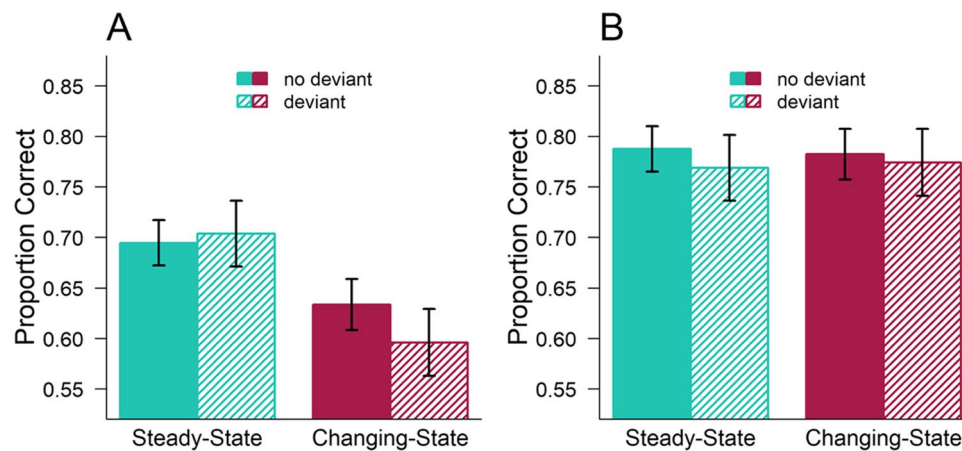 A
Proportion Correct
0.85
0.80
0.75
0.70
0.65
0.60
0.55
no deviant
deviant
Steady-State
Changing-State
B
Proportion Correct
0.85
0.80
0.75
0.70
0.65
0.60
0.55
no deviant
deviant
Steady-State
Changing-State